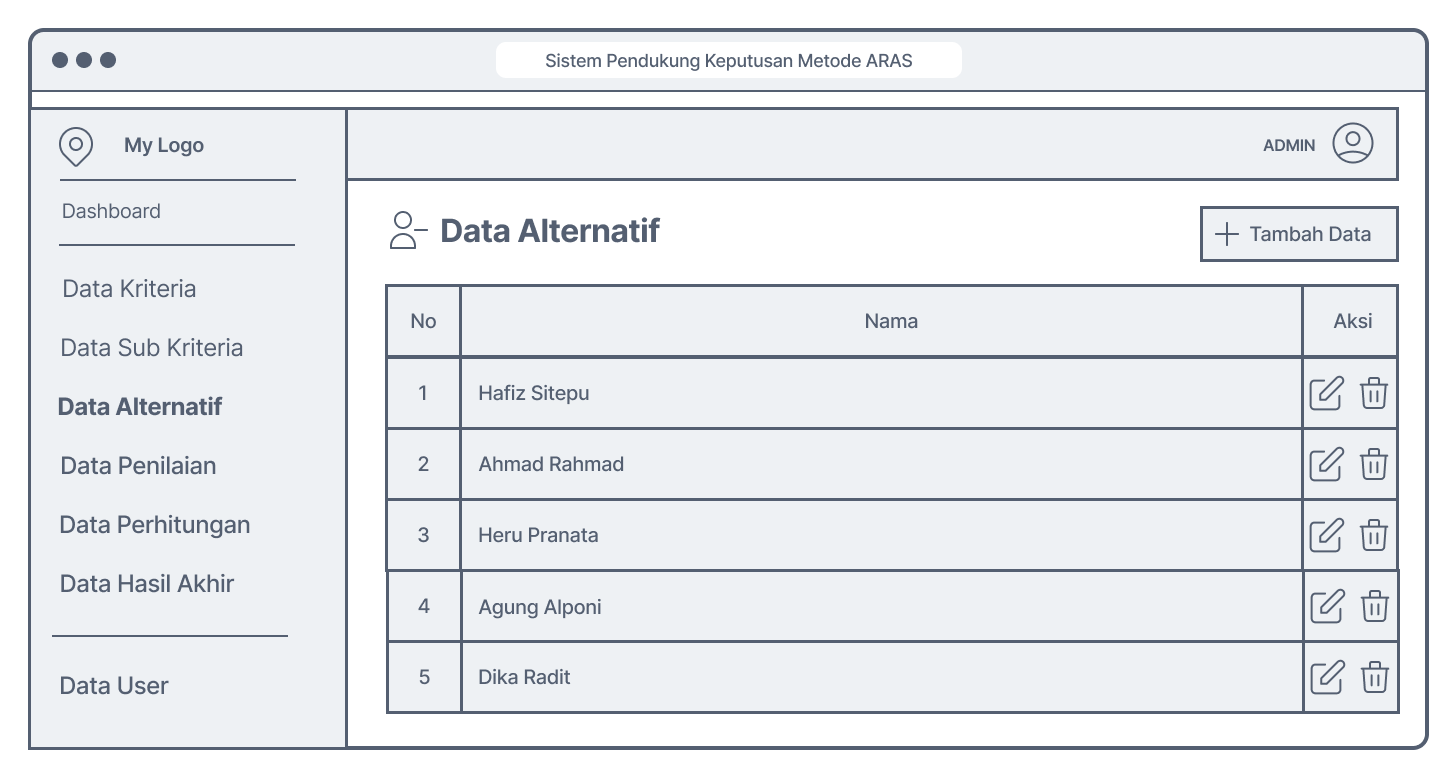 Sistem Pendukung Keputusan Metode ARAS
My Logo
ADMIN
Dashboard
Data Kriteria
Data Sub Kriteria
Data Alternatif
Data Penilaian
Data Perhitungan
Data Hasil Akhir
Data User
Data Alternatif
Tambah Data
No Nama Aksi
1 Hafiz Sitepu
2 Ahmad Rahmad
3 Heru Pranata
4 Agung Alponi
5 Dika Radit